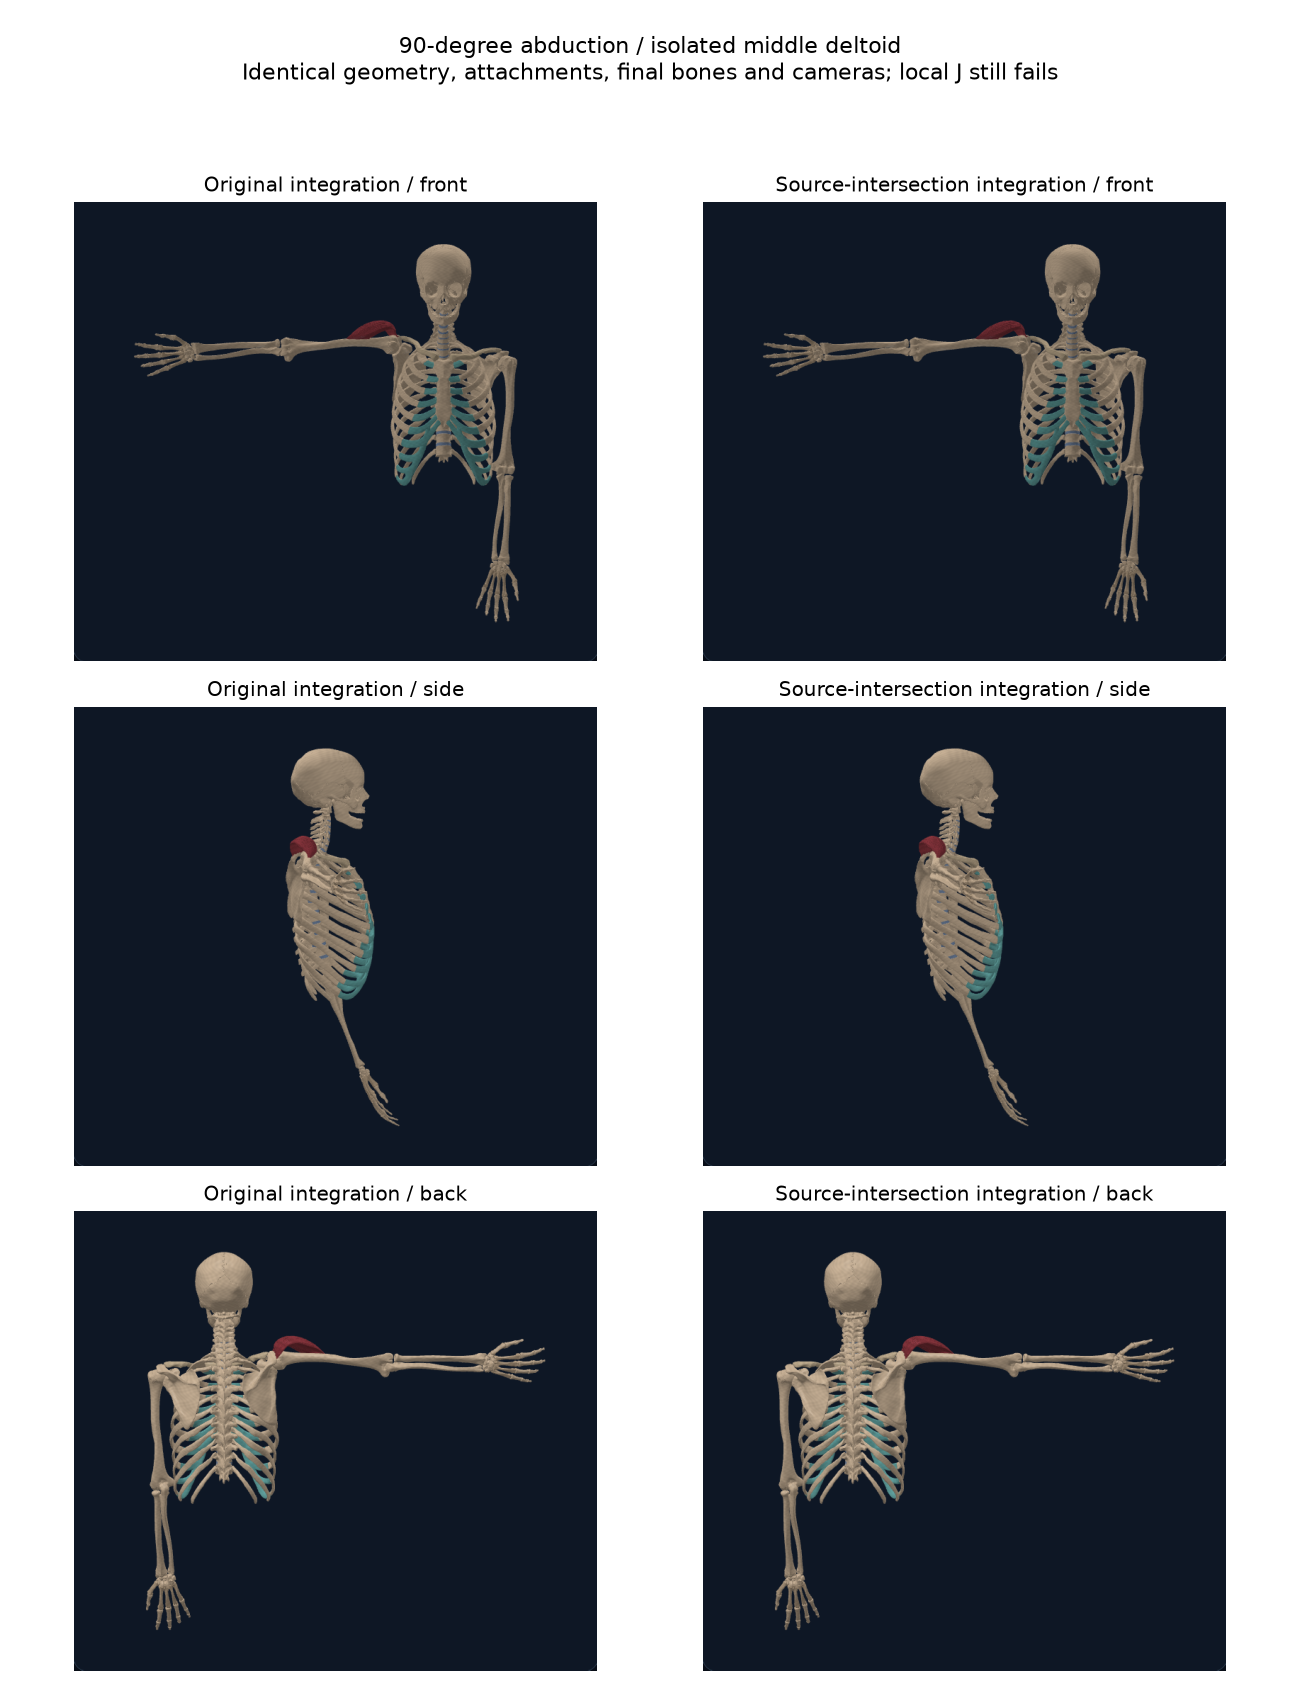 90-degree abduction / isolated middle deltoid
Identical geometry, attachments, final bones and cameras; local J still fails
Original integration / front
Source-intersection integration / front
Original integration / side
Source-intersection integration / side
Original integration / back
Source-intersection integration / back